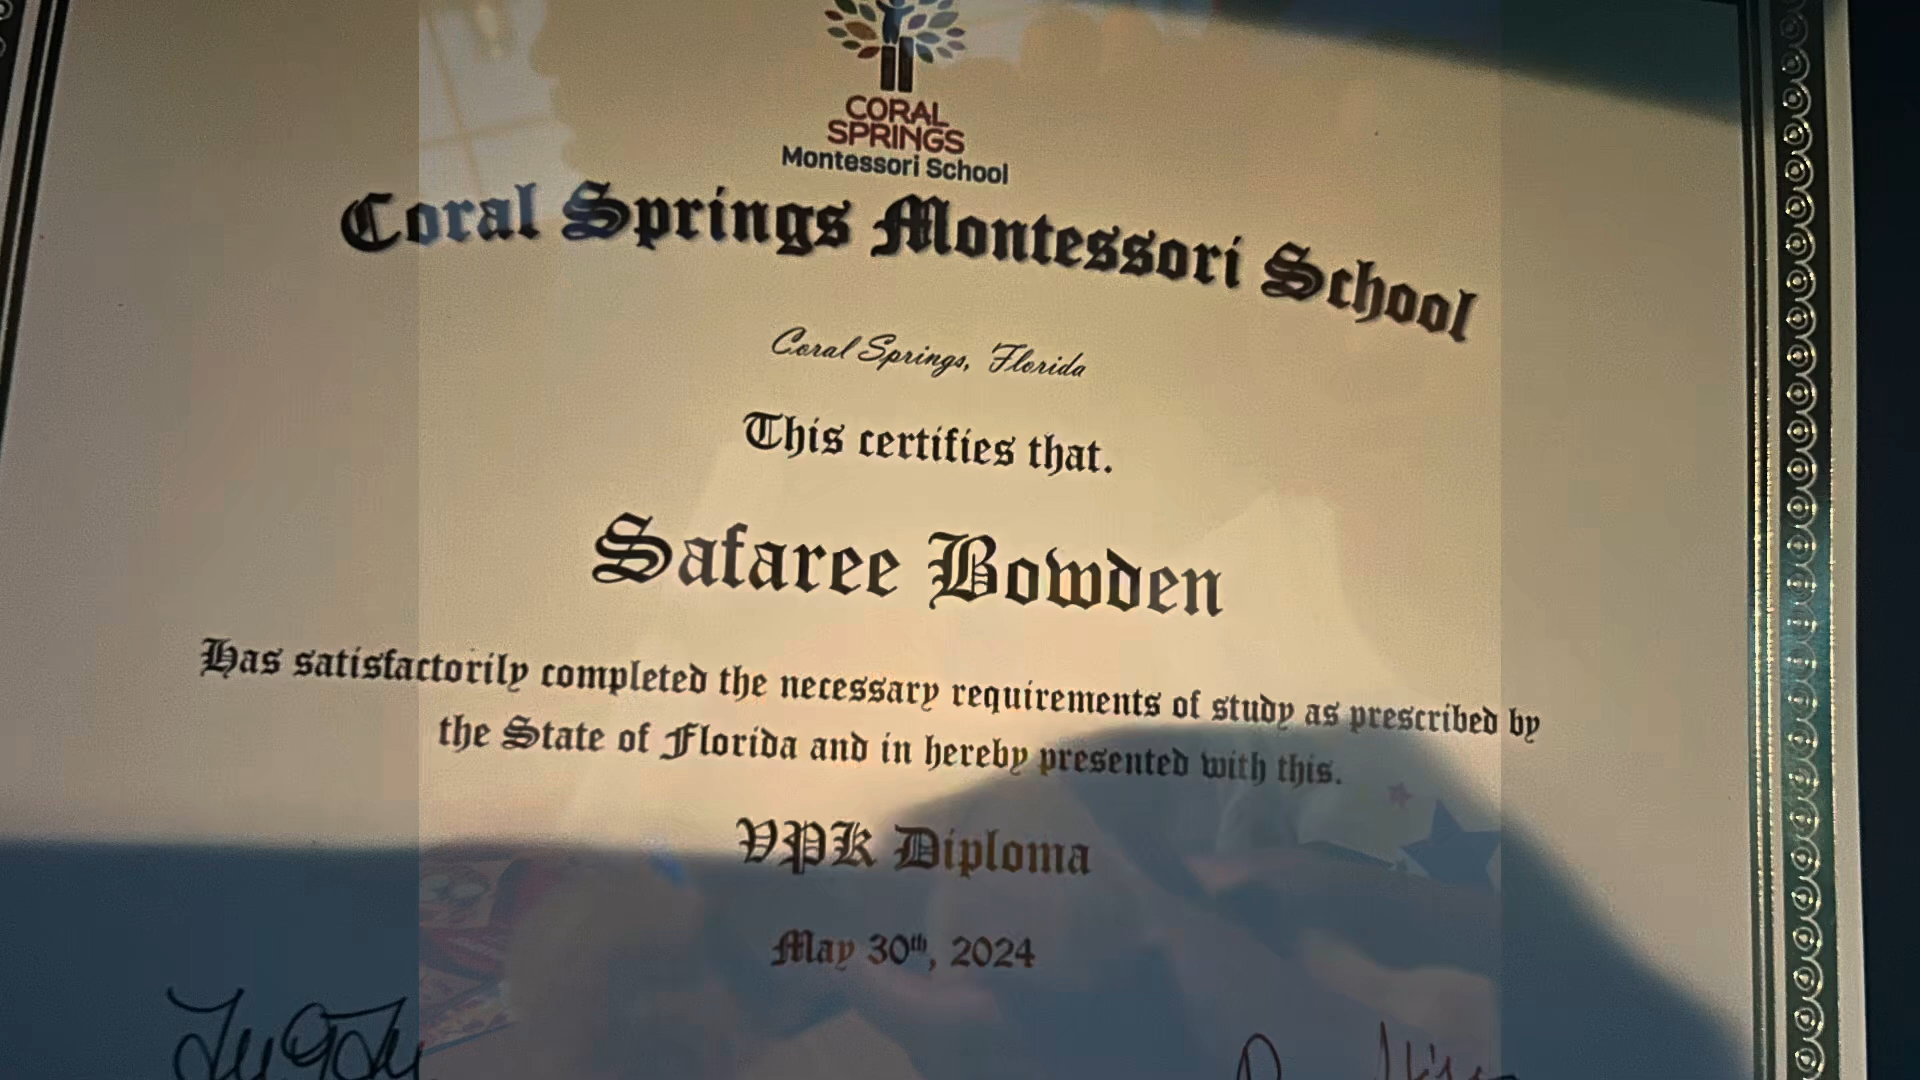 CORAL
SPRINGS
Montessori School
Coral Springs Montessori School
Coral Springs, Florida
This certifies that.
Safaree Bowden
Has satisfactorily completed the necessary requirements of study as prescribed by
the State of Florida and in hereby presented with this.
VPK Diploma
May 30th, 2024